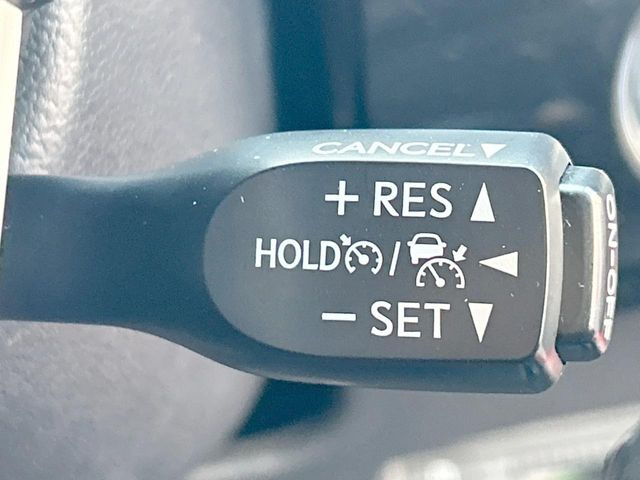 CANCEL▼
+ RES ▲
HOLD / ◀
− SET ▼
ON-OFF